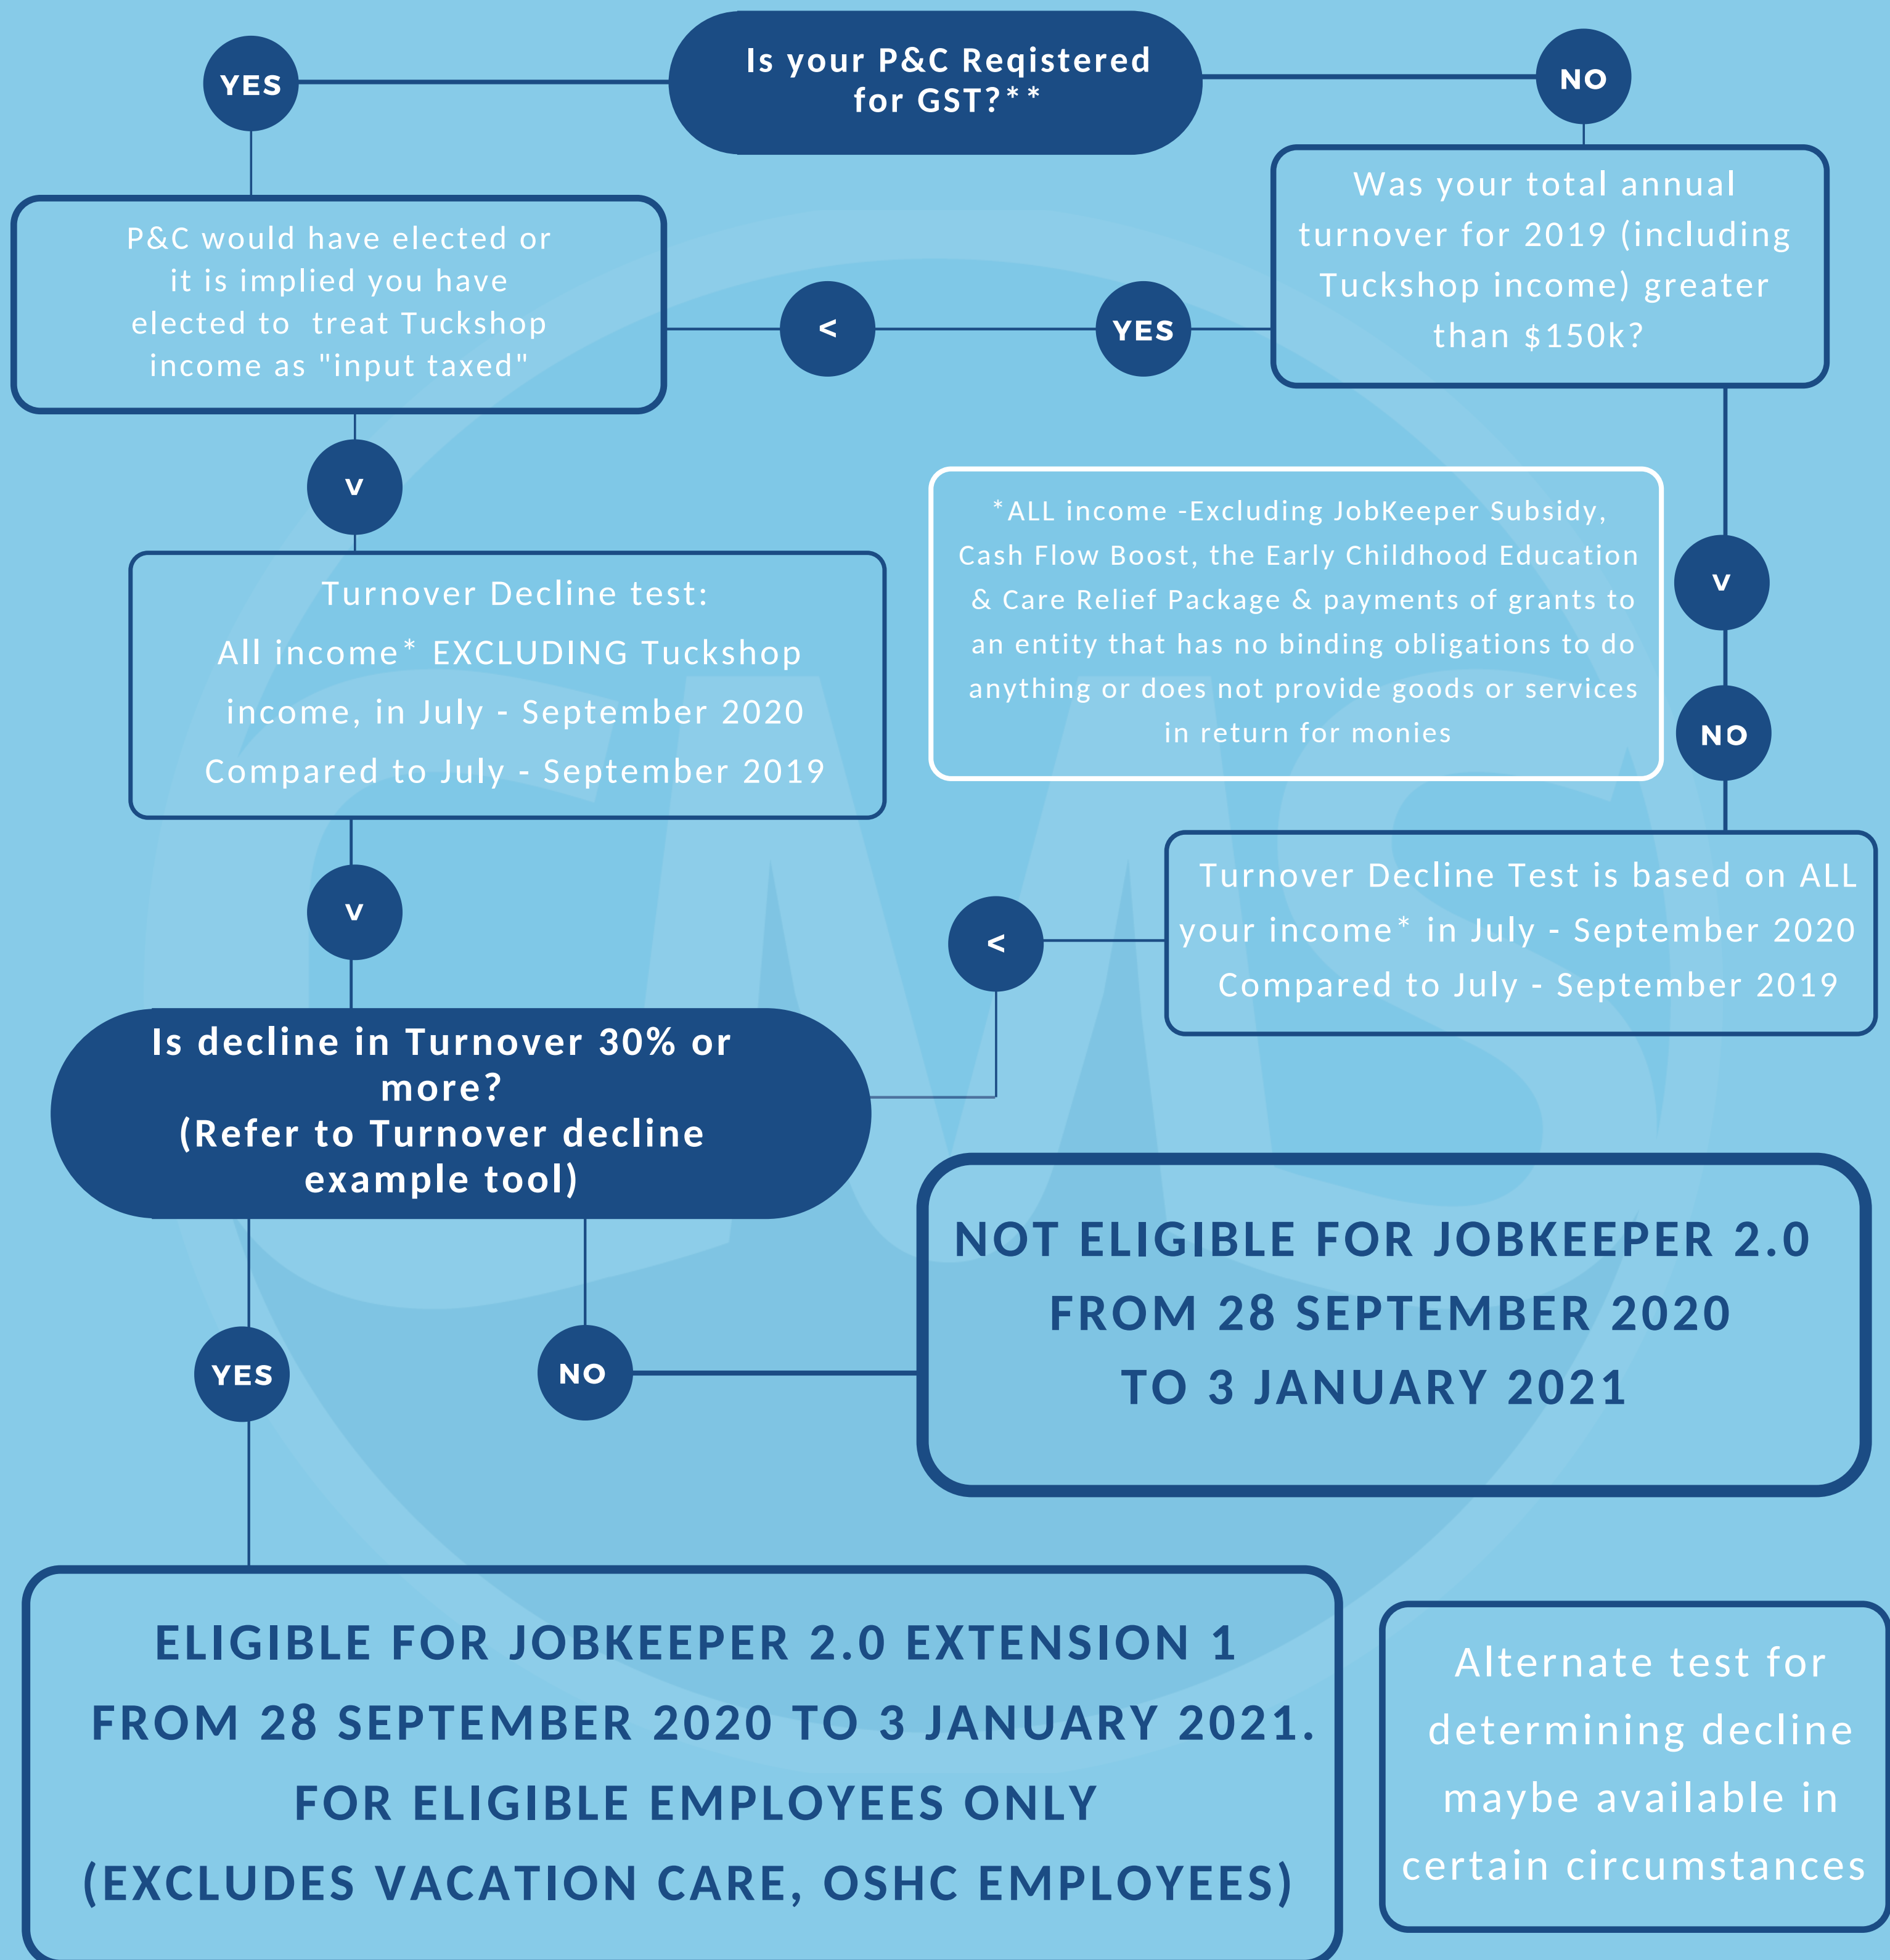 Is your P&C Reqistered
for GST?**
YES
NO
P&C would have elected or
it is implied you have
elected to treat Tuckshop
income as "input taxed"
Was your total annual
turnover for 2019 (including
Tuckshop income) greater
than $150k?
<
YES
v
*ALL income -Excluding JobKeeper Subsidy,
Cash Flow Boost, the Early Childhood Education
& Care Relief Package & payments of grants to
an entity that has no binding obligations to do
anything or does not provide goods or services
in return for monies
v
NO
Turnover Decline test:
All income* EXCLUDING Tuckshop
income, in July - September 2020
Compared to July - September 2019
v
Turnover Decline Test is based on ALL
your income* in July - September 2020
Compared to July - September 2019
<
Is decline in Turnover 30% or
more?
(Refer to Turnover decline
example tool)
YES
NO
NOT ELIGIBLE FOR JOBKEEPER 2.0
FROM 28 SEPTEMBER 2020
TO 3 JANUARY 2021
ELIGIBLE FOR JOBKEEPER 2.0 EXTENSION 1
FROM 28 SEPTEMBER 2020 TO 3 JANUARY 2021.
FOR ELIGIBLE EMPLOYEES ONLY
(EXCLUDES VACATION CARE, OSHC EMPLOYEES)
Alternate test for
determining decline
maybe available in
certain circumstances
CMS